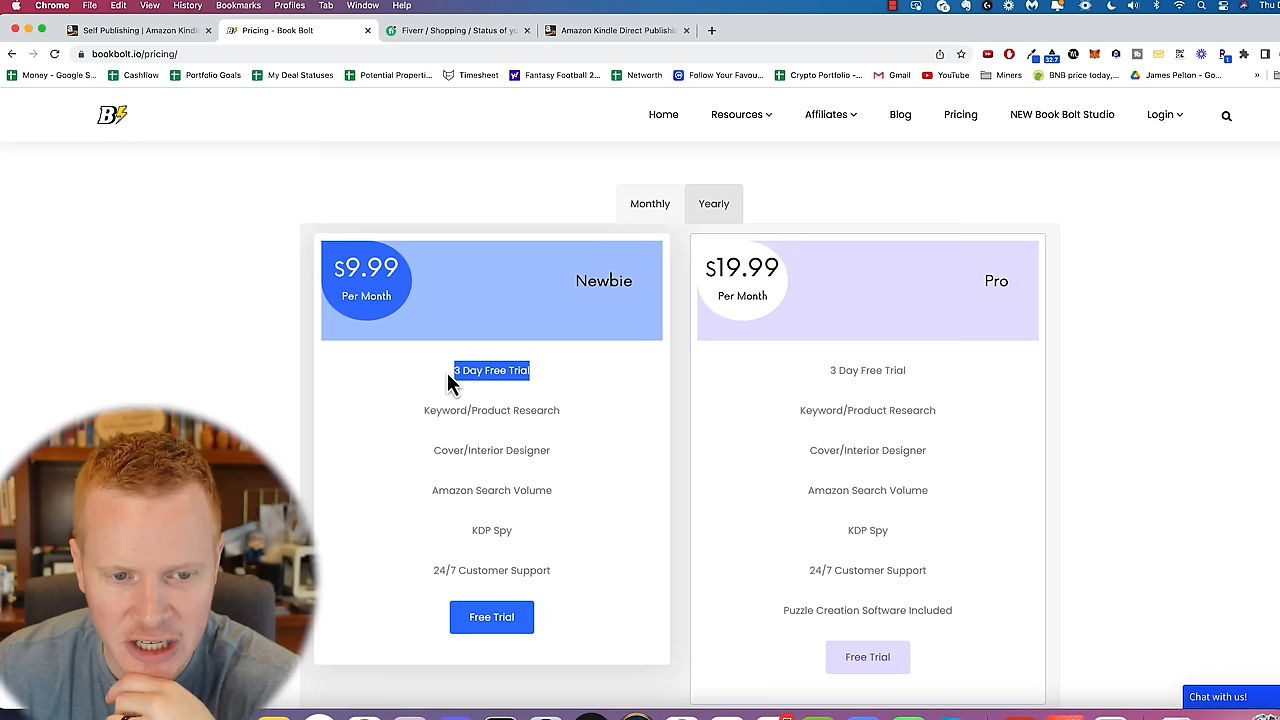 Chrome File Edit View History Bookmarks Profiles Tab Window Help
Self Publishing | Amazon Kindl
Pricing - Book Bolt
Fiverr / Shopping / Status of yo
Amazon Kindle Direct Publishin
bookbolt.io/pricing/
32.7
Money - Google S...
Cashflow
Portfolio Goals
My Deal Statuses
Potential Properti...
Timesheet
Fantasy Football 2...
Networth
Follow Your Favou...
Crypto Portfolio -...
Gmail
YouTube
Miners
BNB price today,...
James Pelton - Go...
B
Home
Resources
Affiliates
Blog
Pricing
NEW Book Bolt Studio
Login
Monthly
Yearly
$9.99
Per Month
Newbie
3 Day Free Trial
Keyword/Product Research
Cover/Interior Designer
Amazon Search Volume
KDP Spy
24/7 Customer Support
Free Trial
$19.99
Per Month
Pro
3 Day Free Trial
Keyword/Product Research
Cover/Interior Designer
Amazon Search Volume
KDP Spy
24/7 Customer Support
Puzzle Creation Software Included
Free Trial
Chat with us!